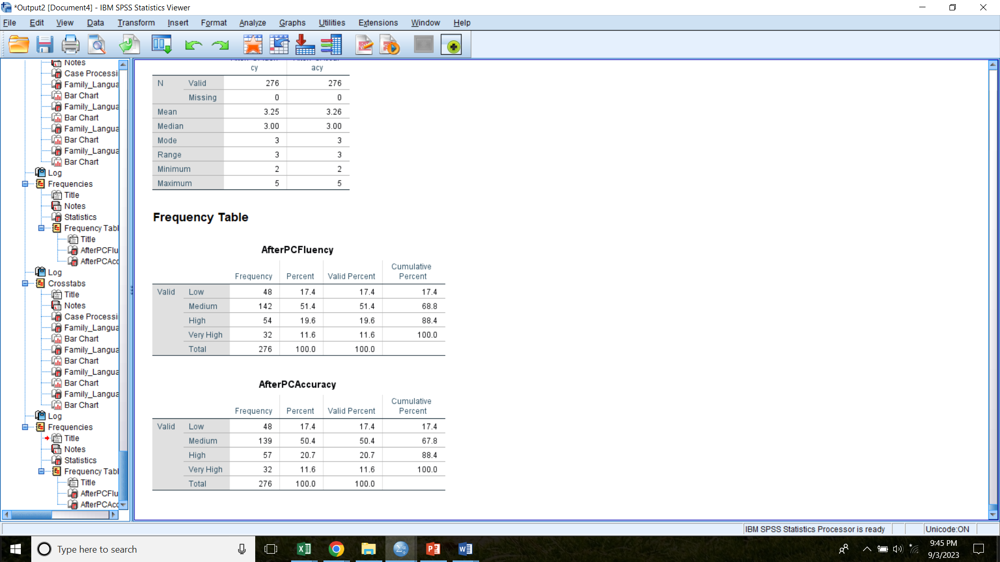 *Output2 [Document4] - IBM SPSS Statistics Viewer
File Edit View Data Transform Insert Format Analyze Graphs Utilities Extensions Window Help
Notes
Case Processi
Family_Langua
Bar Chart
Family_Langua
Bar Chart
Family_Langua
Bar Chart
Family_Langua
Bar Chart
Log
Frequencies
Title
Notes
Statistics
Frequency Tabl
Title
AfterPCFlu
AfterPCAcc
Log
Crosstabs
Title
Notes
Case Processi
Family_Langua
Bar Chart
Family_Langua
Bar Chart
Family_Langua
Bar Chart
Family_Langua
Bar Chart
Log
Frequencies
Title
Notes
Statistics
Frequency Tabl
Title
AfterPCFlu
AfterPCAcc
cy acy
N Valid 276 276
Missing 0 0
Mean 3.25 3.26
Median 3.00 3.00
Mode 3 3
Range 3 3
Minimum 2 2
Maximum 5 5
Frequency Table
AfterPCFluency
Frequency Percent Valid Percent Cumulative Percent
Valid Low 48 17.4 17.4 17.4
Medium 142 51.4 51.4 68.8
High 54 19.6 19.6 88.4
Very High 32 11.6 11.6 100.0
Total 276 100.0 100.0
AfterPCAccuracy
Frequency Percent Valid Percent Cumulative Percent
Valid Low 48 17.4 17.4 17.4
Medium 139 50.4 50.4 67.8
High 57 20.7 20.7 88.4
Very High 32 11.6 11.6 100.0
Total 276 100.0 100.0
IBM SPSS Statistics Processor is ready Unicode:ON
Type here to search
9:45 PM
9/3/2023